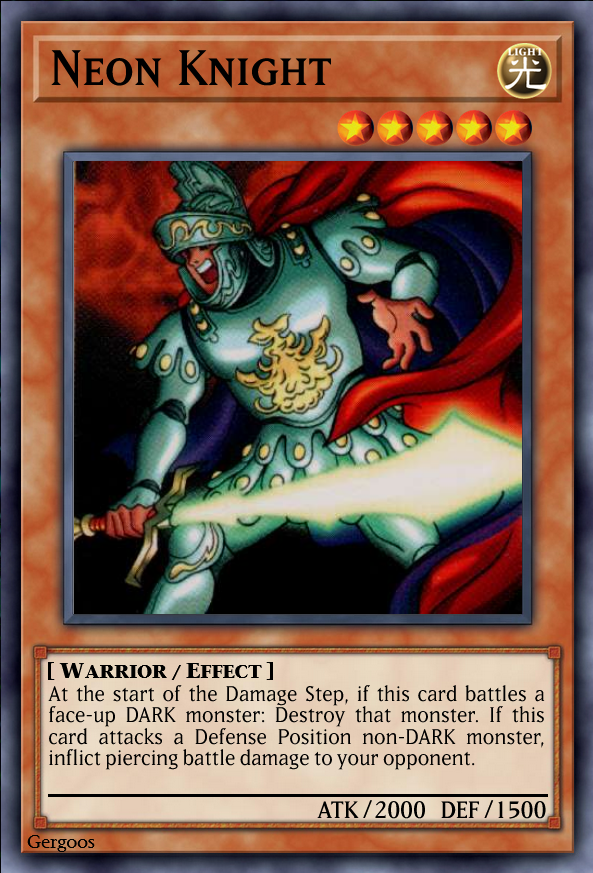 Neon Knight
LIGHT
光
[ Warrior / Effect ]
At the start of the Damage Step, if this card battles a
face-up DARK monster: Destroy that monster. If this
card attacks a Defense Position non-DARK monster,
inflict piercing battle damage to your opponent.
ATK / 2000 DEF / 1500
Gergoos